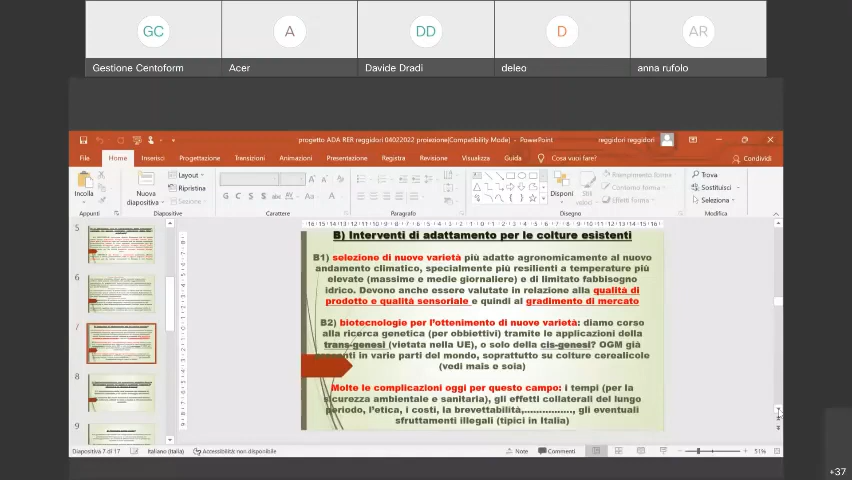 GC
A
DD
D
AR
Gestione Centoform
Acer
Davide Dradi
deleo
anna rufolo
progetto ADA RER reggidori 04022022 proiezione[Compatibility Mode] - PowerPoint
reggidori reggidori
File
Home
Inserisci
Progettazione
Transizioni
Animazioni
Presentazione
Registra
Revisione
Visualizza
Guida
Cosa vuoi fare?
Condividi
Incolla
Nuova
diapositiva
Layout
Ripristina
Sezione
G C S
Disponi
Stili
veloci
Riempimento forma
Contorno forma
Effetti forma
Trova
Sostituisci
Seleziona
Appunti
Diapositive
Carattere
Paragrafo
Disegno
Modifica
5
6
7
8
9
B) Interventi di adattamento per le colture esistenti
B1) selezione di nuove varietà più adatte agronomicamente al nuovo
andamento climatico, specialmente più resilienti a temperature più
elevate (massime e medie giornaliere) e di limitato fabbisogno
idrico. Devono anche essere valutate in relazione alla qualità di
prodotto e qualità sensoriale e quindi al gradimento di mercato
B2) biotecnologie per l'ottenimento di nuove varietà: diamo corso
alla ricerca genetica (per obbiettivi) tramite le applicazioni della
trans-genesi (vietata nella UE), o solo della cis-genesi? OGM già
presenti in varie parti del mondo, soprattutto su colture cerealicole
(vedi mais e soia)
Molte le complicazioni oggi per questo campo: i tempi (per la
sicurezza ambientale e sanitaria), gli effetti collaterali del lungo
periodo, l'etica, i costi, la brevettabilità,................, gli eventuali
sfruttamenti illegali (tipici in Italia)
Diapositiva 7 di 17
Italiano (Italia)
Accessibilità: non disponibile
Note
Commenti
51%
+37